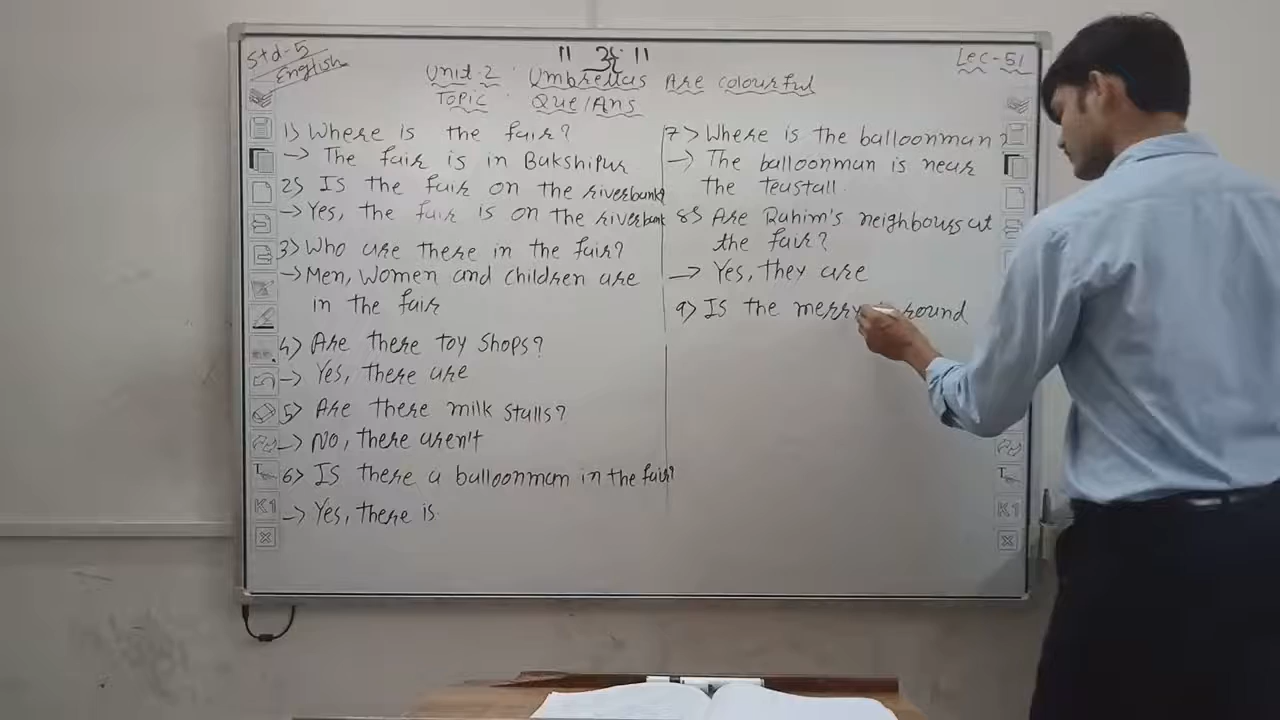 Std-5
English
Lec-51
Unit-2 : Umbrellas Are colourful
Topic : Que/Ans
1) Where is the fair?
→ The fair is in Bakshipur
2) Is the fair on the riverbank?
→ Yes, the fair is on the riverbank
3) Who are there in the fair?
→ Men, Women and children are
in the fair
4) Are there toy shops?
→ Yes, there are
5) Are there milk stalls?
→ No, there aren't
6) Is there a balloonman in the fair?
→ Yes, there is.
7) Where is the balloonman?
→ The balloonman is near
the teastall.
8) Are Rahim's neighbours at
the fair?
→ Yes, they are
9) Is the merry round